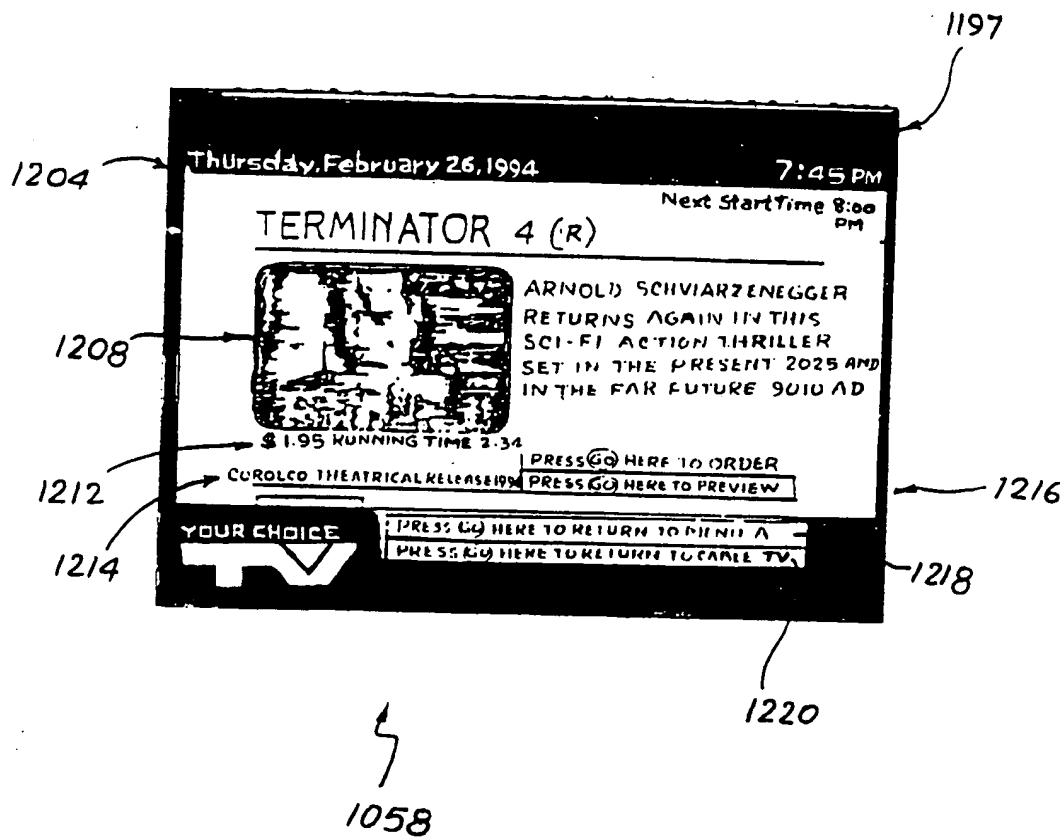 1197
1204
Thursday, February 26, 1994 7:45 PM
Next Start Time 8:00
PM
TERMINATOR 4 (R)
1208
ARNOLD SCHVIARZENEGGER
RETURNS AGAIN IN THIS
SCI-FI ACTION THRILLER
SET IN THE PRESENT 2025 AND
IN THE FAR FUTURE 9010 AD
$1.95 RUNNING TIME 2:34
1212
PRESS GO HERE TO ORDER
COROLCO THEATRICAL RELEASE
PRESS GO HERE TO PREVIEW
1216
1214
YOUR CHOICE
TV
PRESS GO HERE TO RETURN TO MENU A
PRESS GO HERE TO RETURN TO CABLE TV
1218
1220
1058